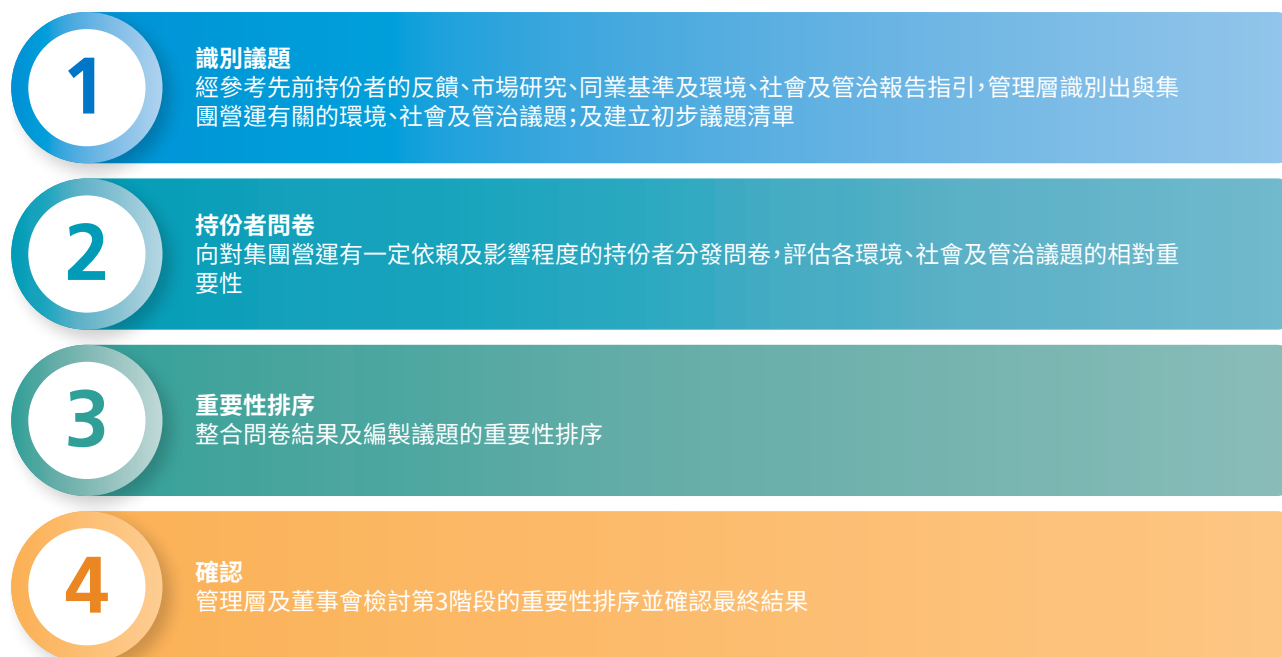 1
識別議題
經參考先前持份者的反饋、市場研究、同業基準及環境、社會及管治報告指引，管理層識別出與集
團營運有關的環境、社會及管治議題；及建立初步議題清單
2
持份者問卷
向對集團營運有一定依賴及影響程度的持份者分發問卷，評估各環境、社會及管治議題的相對重
要性
3
重要性排序
整合問卷結果及編製議題的重要性排序
4
確認
管理層及董事會檢討第3階段的重要性排序並確認最終結果